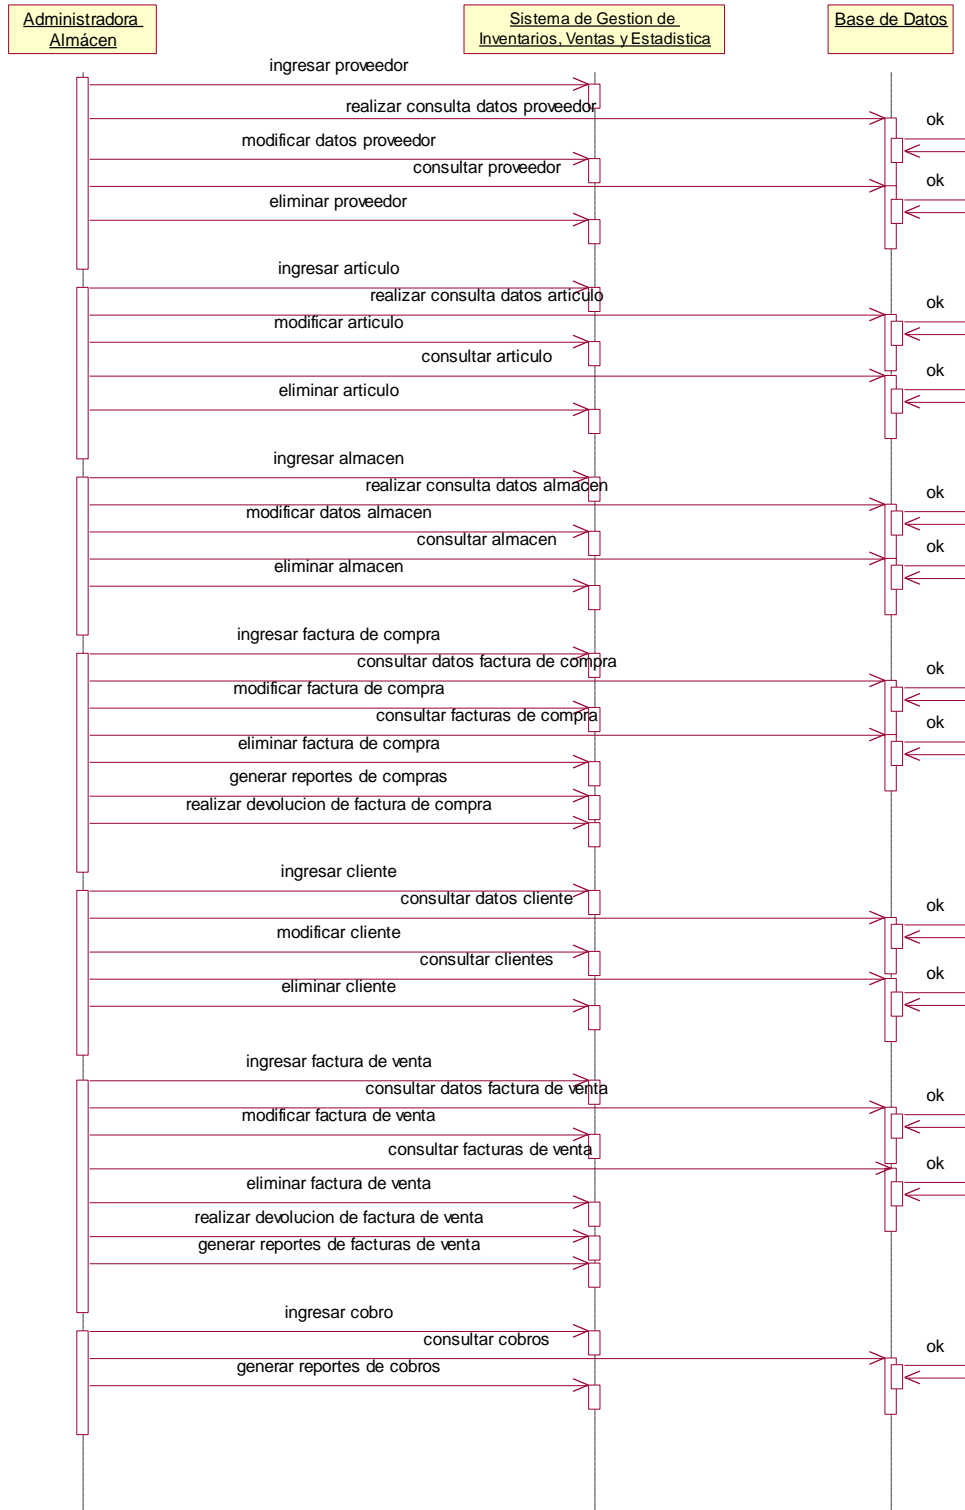 Administradora
Almácen
Sistema de Gestion de
Inventarios, Ventas y Estadistica
Base de Datos
ingresar proveedor
realizar consulta datos proveedor
ok
modificar datos proveedor
consultar proveedor
ok
eliminar proveedor
ingresar articulo
realizar consulta datos articulo
ok
modificar articulo
consultar articulo
ok
eliminar articulo
ingresar almacen
realizar consulta datos almacen
ok
modificar datos almacen
consultar almacen
ok
eliminar almacen
ingresar factura de compra
consultar datos factura de compra
ok
modificar factura de compra
consultar facturas de compra
ok
eliminar factura de compra
generar reportes de compras
realizar devolucion de factura de compra
ingresar cliente
consultar datos cliente
ok
modificar cliente
consultar clientes
ok
eliminar cliente
ingresar factura de venta
consultar datos factura de venta
ok
modificar factura de venta
consultar facturas de venta
ok
eliminar factura de venta
realizar devolucion de factura de venta
generar reportes de facturas de venta
ingresar cobro
consultar cobros
ok
generar reportes de cobros